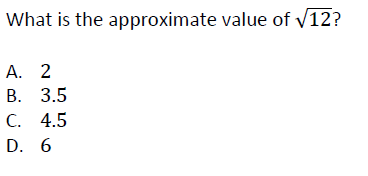 What is the approximate value of √12?
A. 2
B. 3.5
C. 4.5
D. 6